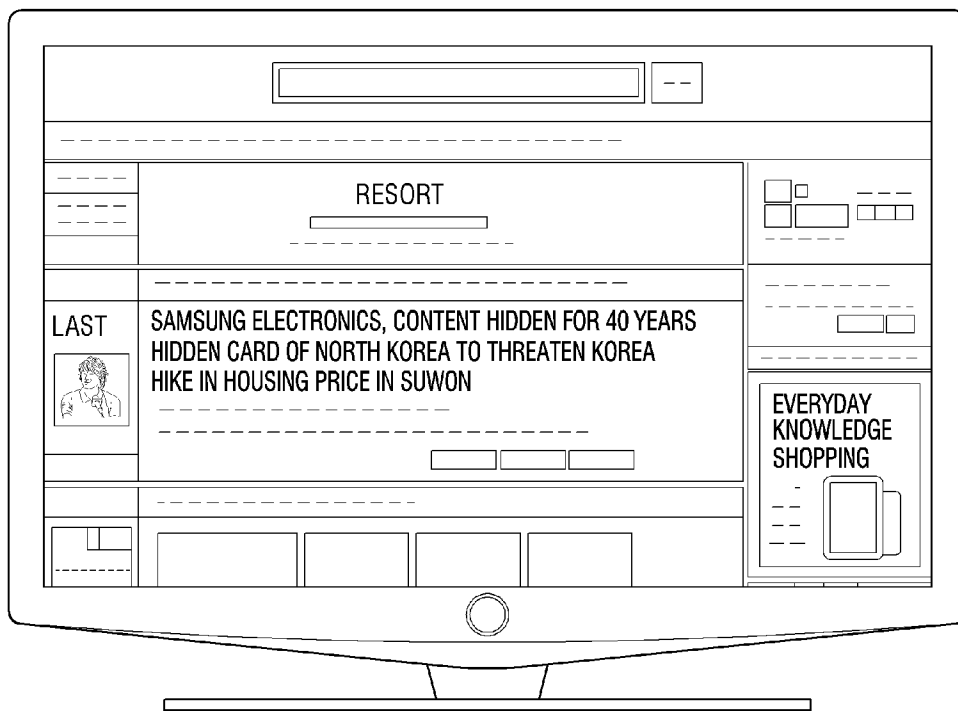 RESORT
LAST
SAMSUNG ELECTRONICS, CONTENT HIDDEN FOR 40 YEARS
HIDDEN CARD OF NORTH KOREA TO THREATEN KOREA
HIKE IN HOUSING PRICE IN SUWON
EVERYDAY
KNOWLEDGE
SHOPPING